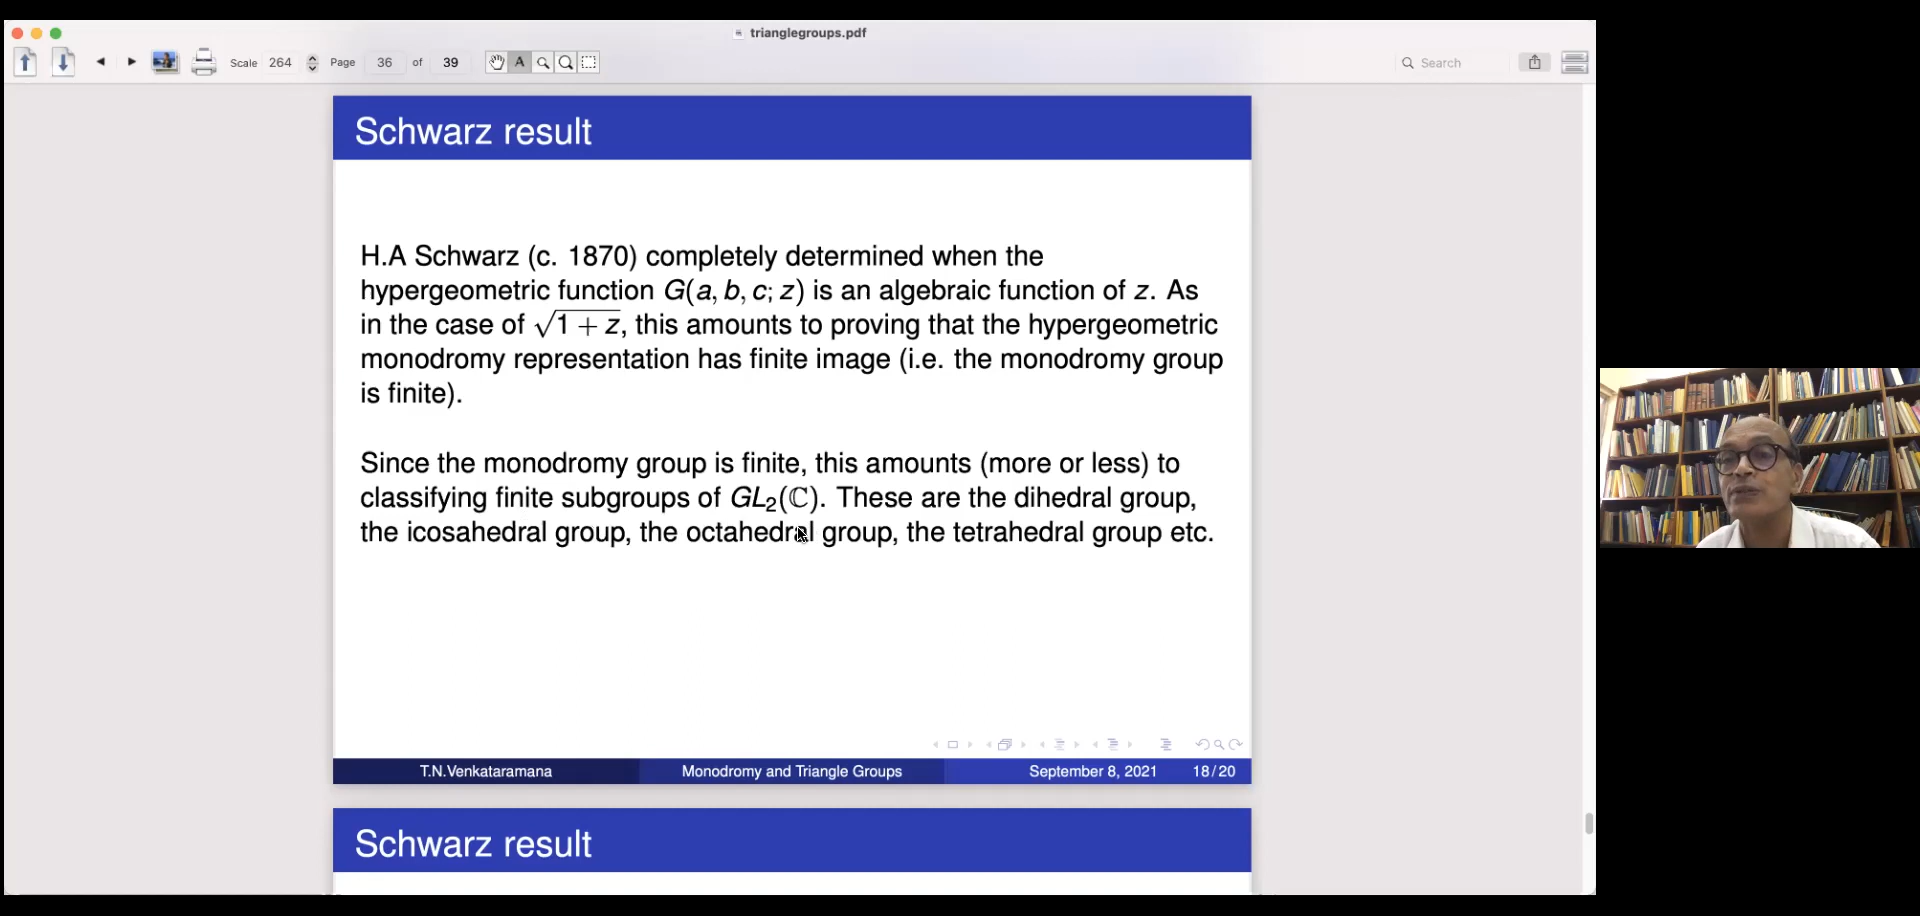 trianglegroups.pdf
Scale 264 Page 36 of 39 Search
Schwarz result
H.A Schwarz (c. 1870) completely determined when the
hypergeometric function G(a, b, c; z) is an algebraic function of z. As
in the case of √1 + z, this amounts to proving that the hypergeometric
monodromy representation has finite image (i.e. the monodromy group
is finite).
Since the monodromy group is finite, this amounts (more or less) to
classifying finite subgroups of GL₂(ℂ). These are the dihedral group,
the icosahedral group, the octahedral group, the tetrahedral group etc.
T.N.Venkataramana Monodromy and Triangle Groups September 8, 2021 18/20
Schwarz result